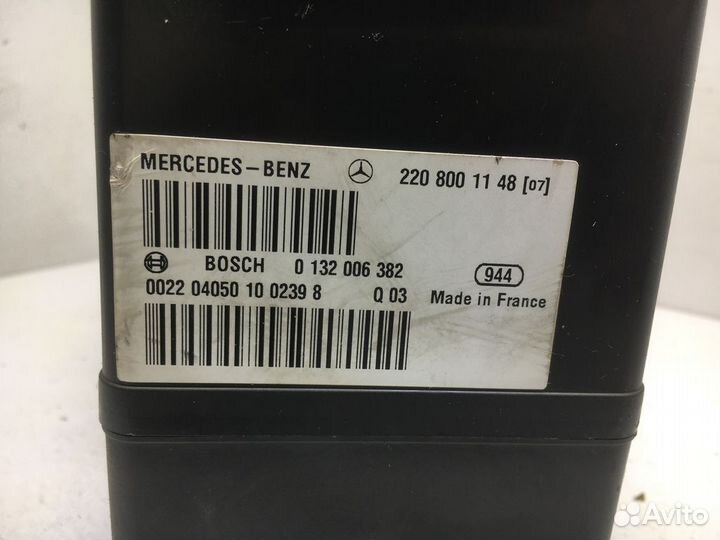 MERCEDES-BENZ 220 800 11 48 [07]
BOSCH 0 132 006 382
944
0022 04050 10 0239 8 Q 03
Made in France
Avito